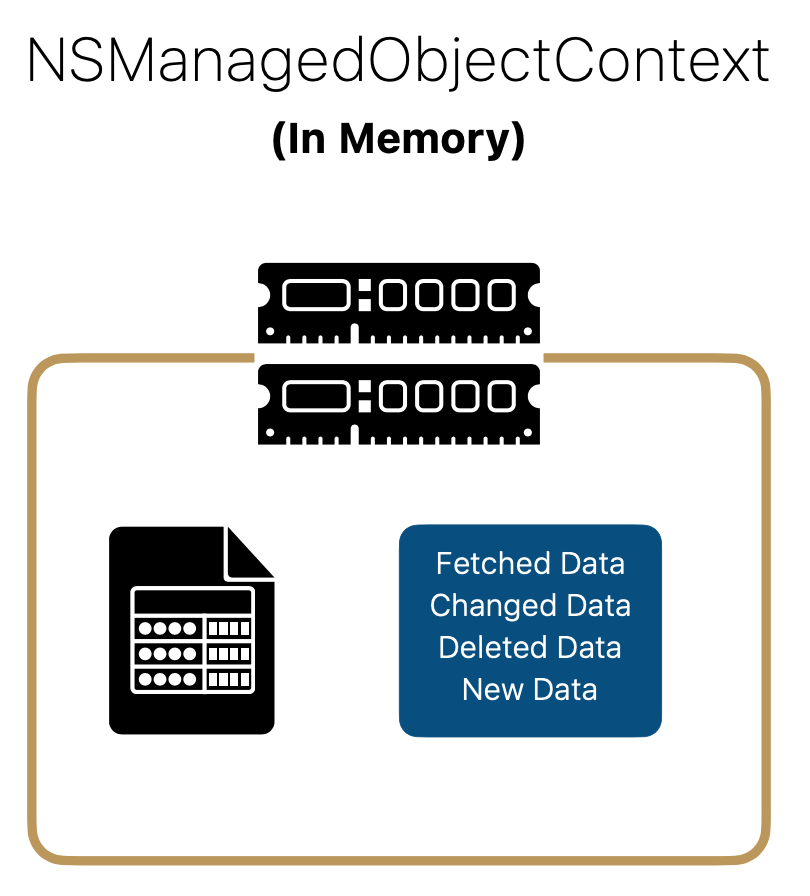 NSManagedObjectContext
(In Memory)
Fetched Data
Changed Data
Deleted Data
New Data